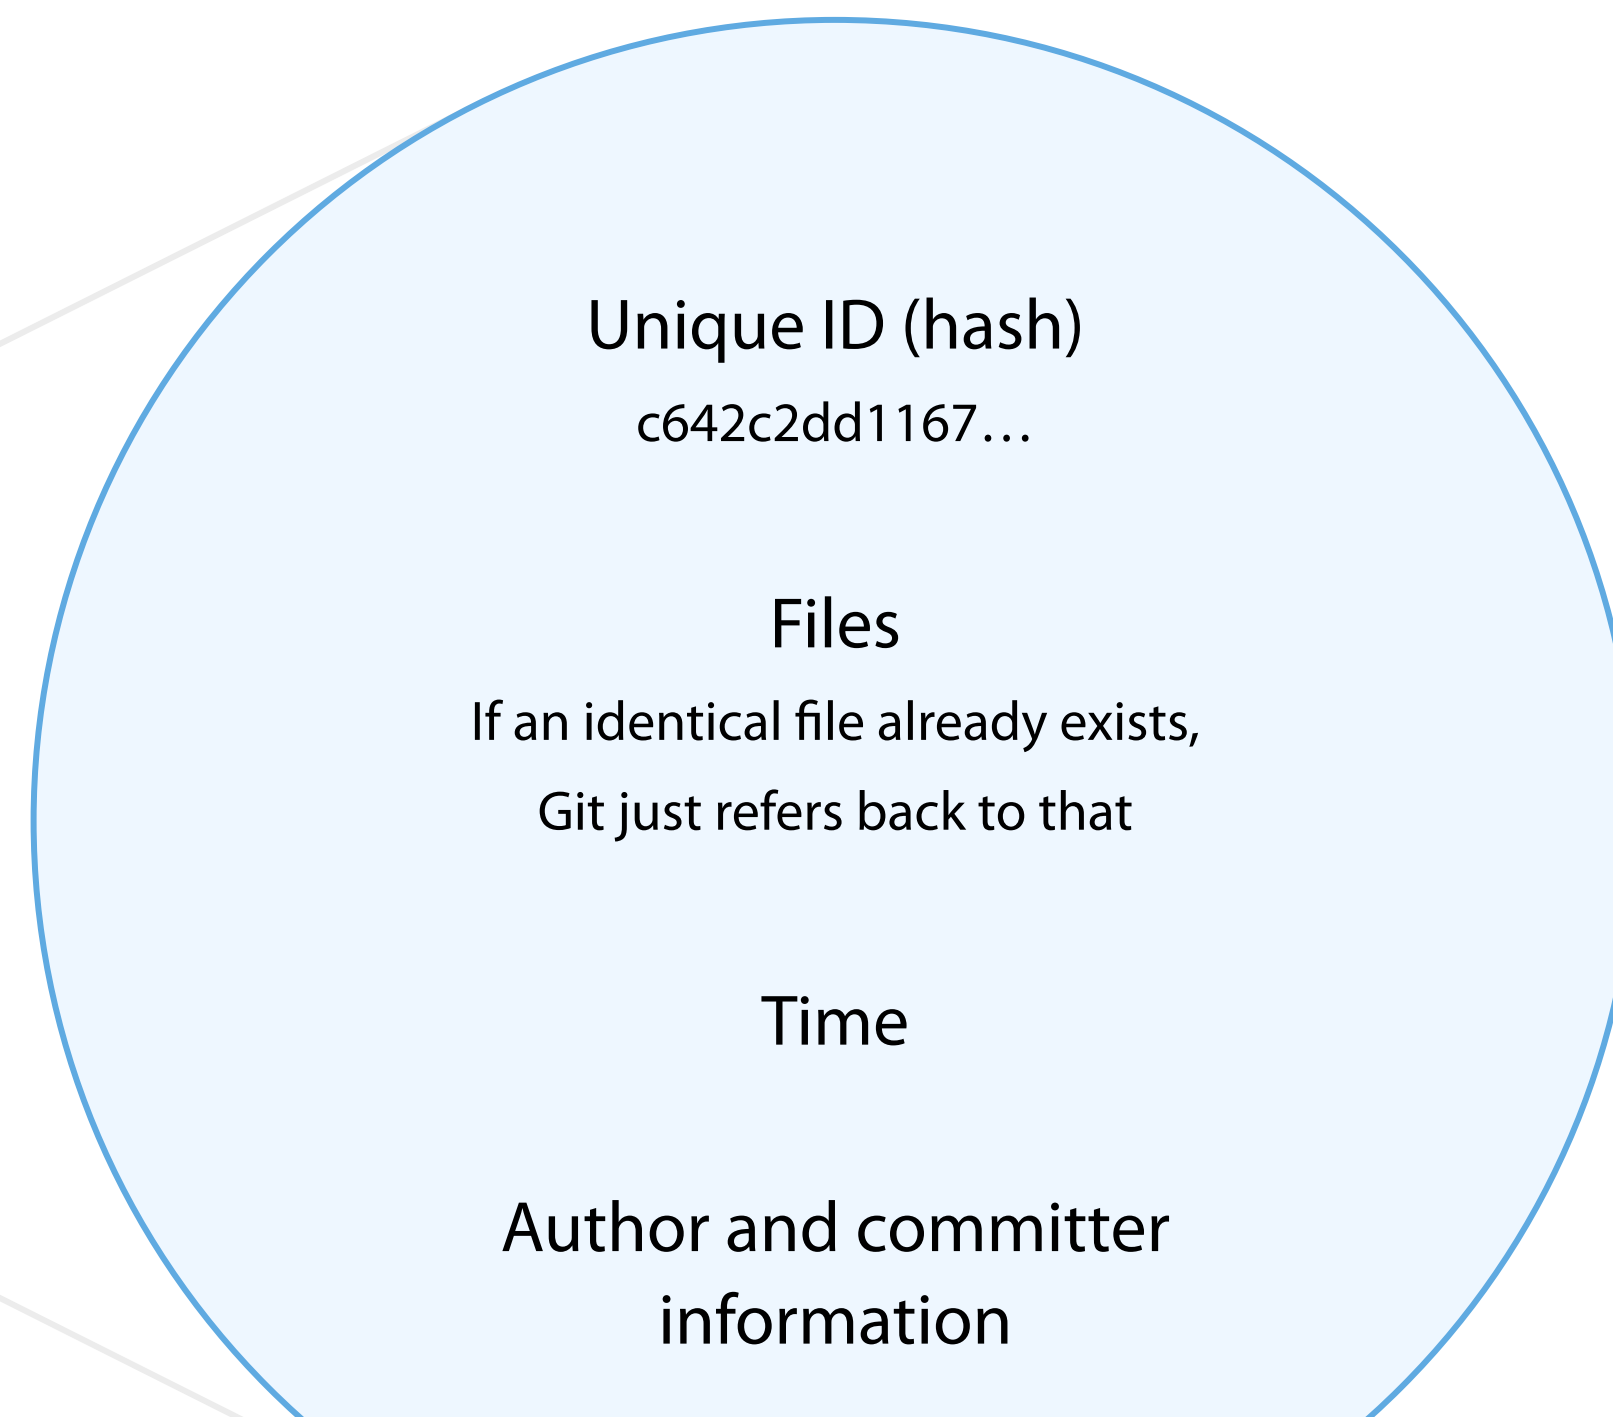 Unique ID (hash)
c642c2dd1167…
Files
If an identical file already exists,
Git just refers back to that
Time
Author and committer
information